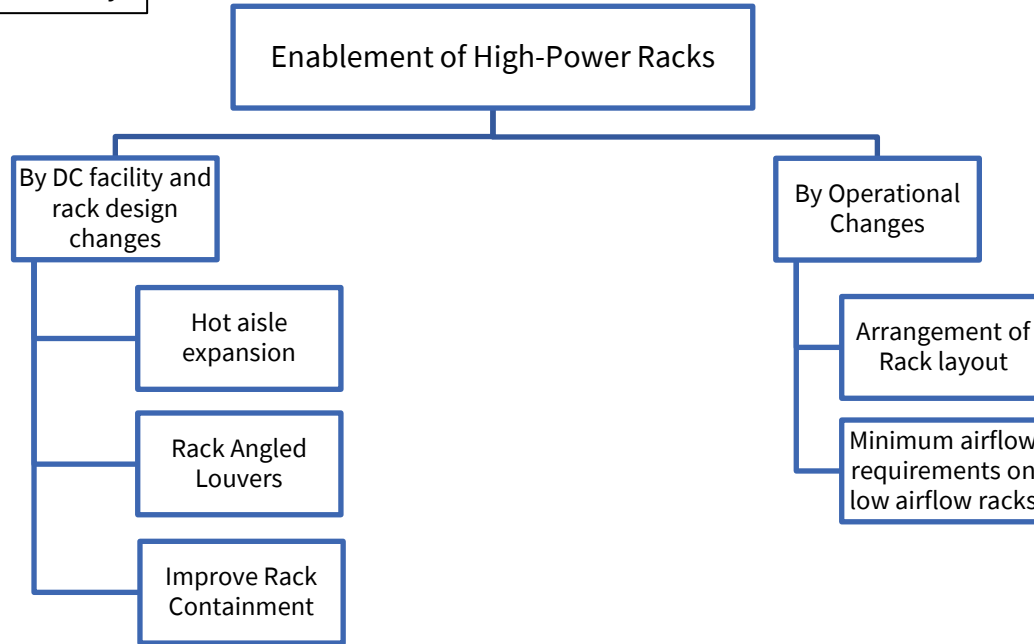 Enablement of High-Power Racks
By DC facility and
rack design
changes
Hot aisle
expansion
Rack Angled
Louvers
Improve Rack
Containment
By Operational
Changes
Arrangement of
Rack layout
Minimum airflow
requirements on
low airflow racks